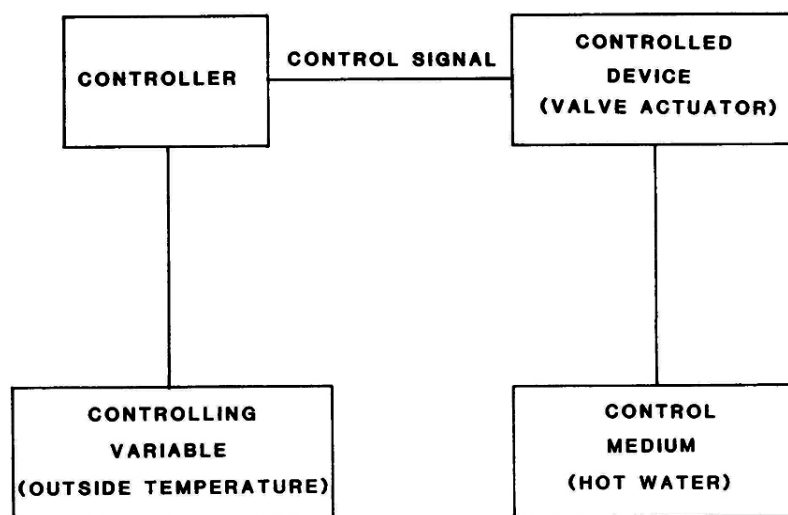 CONTROLLER
CONTROL SIGNAL
CONTROLLED
DEVICE
(VALVE ACTUATOR)
CONTROLLING
VARIABLE
(OUTSIDE TEMPERATURE)
CONTROL
MEDIUM
(HOT WATER)